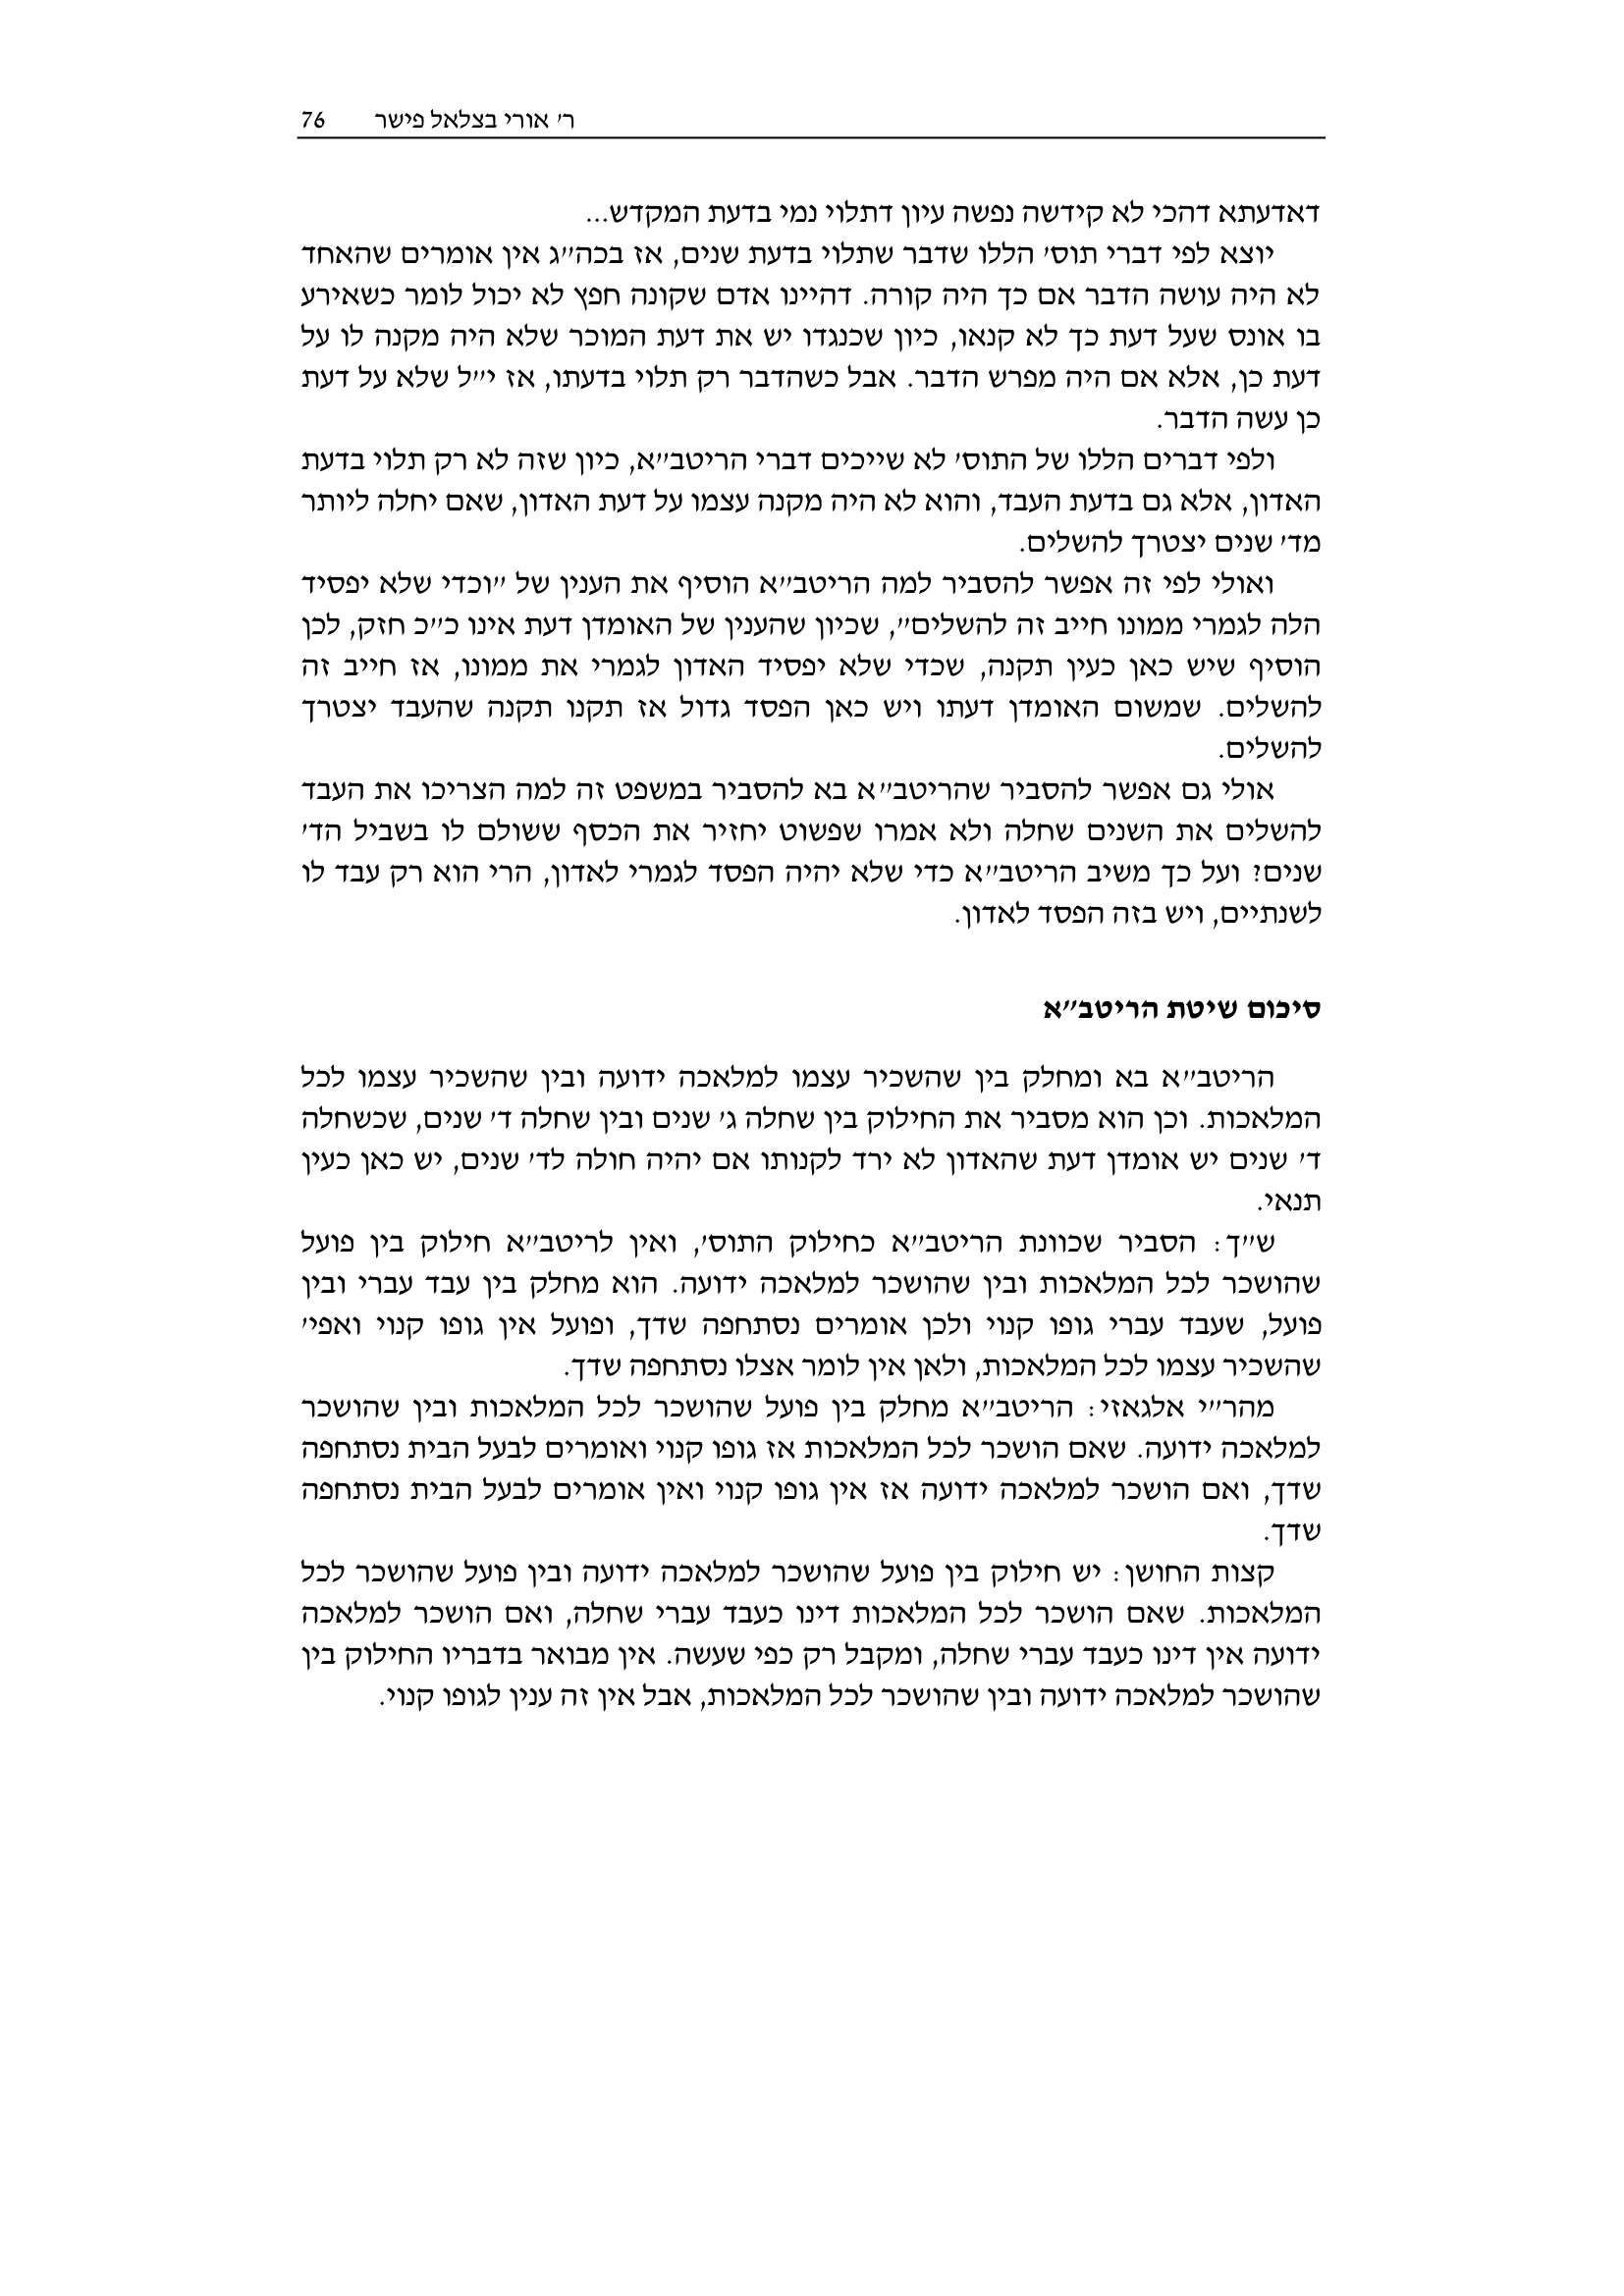 ר׳ אורי בצלאל פישר 76
דאדעתא דהכי לא קידשה נפשה עיון דתלוי נמי בדעת המקדש...
יוצא לפי דברי תוס׳ הללו שדבר שתלוי בדעת שנים, אז בכה״ג אין אומרים שהאחד
לא היה עושה הדבר אם כך היה קורה. דהיינו אדם שקונה חפץ לא יכול לומר כשאירע
בו אונס שעל דעת כך לא קנאו, כיון שכנגדו יש את דעת המוכר שלא היה מקנה לו על
דעת כן, אלא אם היה מפרש הדבר. אבל כשהדבר רק תלוי בדעתו, אז י״ל שלא על דעת
כן עשה הדבר.
ולפי דברים הללו של התוס׳ לא שייכים דברי הריטב״א, כיון שזה לא רק תלוי בדעת
האדון, אלא גם בדעת העבד, והוא לא היה מקנה עצמו על דעת האדון, שאם יחלה ליותר
מד׳ שנים יצטרך להשלים.
ואולי לפי זה אפשר להסביר למה הריטב״א הוסיף את הענין של ״וכדי שלא יפסיד
הלה לגמרי ממונו חייב זה להשלים״, שכיון שהענין של האומדן דעת אינו כ״כ חזק, לכן
הוסיף שיש כאן כעין תקנה, שכדי שלא יפסיד האדון לגמרי את ממונו, אז חייב זה
להשלים. שמשום האומדן דעתו ויש כאן הפסד גדול אז תקנו תקנה שהעבד יצטרך
להשלים.
אולי גם אפשר להסביר שהריטב״א בא להסביר במשפט זה למה הצריכו את העבד
להשלים את השנים שחלה ולא אמרו שפשוט יחזיר את הכסף ששולם לו בשביל הד׳
שנים? ועל כך משיב הריטב״א כדי שלא יהיה הפסד לגמרי לאדון, הרי הוא רק עבד לו
לשנתיים, ויש בזה הפסד לאדון.
סיכום שיטת הריטב״א
הריטב״א בא ומחלק בין שהשכיר עצמו למלאכה ידועה ובין שהשכיר עצמו לכל
המלאכות. וכן הוא מסביר את החילוק בין שחלה ג׳ שנים ובין שחלה ד׳ שנים, שכשחלה
ד׳ שנים יש אומדן דעת שהאדון לא ירד לקנותו אם יהיה חולה לד׳ שנים, יש כאן כעין
תנאי.
ש״ך: הסביר שכוונת הריטב״א כחילוק התוס׳, ואין לריטב״א חילוק בין פועל
שהושכר לכל המלאכות ובין שהושכר למלאכה ידועה. הוא מחלק בין עבד עברי ובין
פועל, שעבד עברי גופו קנוי ולכן אומרים נסתחפה שדך, ופועל אין גופו קנוי ואפי׳
שהשכיר עצמו לכל המלאכות, ולאן אין לומר אצלו נסתחפה שדך.
מהר״י אלגאזי: הריטב״א מחלק בין פועל שהושכר לכל המלאכות ובין שהושכר
למלאכה ידועה. שאם הושכר לכל המלאכות אז גופו קנוי ואומרים לבעל הבית נסתחפה
שדך, ואם הושכר למלאכה ידועה אז אין גופו קנוי ואין אומרים לבעל הבית נסתחפה
שדך.
קצות החושן: יש חילוק בין פועל שהושכר למלאכה ידועה ובין פועל שהושכר לכל
המלאכות. שאם הושכר לכל המלאכות דינו כעבד עברי שחלה, ואם הושכר למלאכה
ידועה אין דינו כעבד עברי שחלה, ומקבל רק כפי שעשה. אין מבואר בדבריו החילוק בין
שהושכר למלאכה ידועה ובין שהושכר לכל המלאכות, אבל אין זה ענין לגופו קנוי.